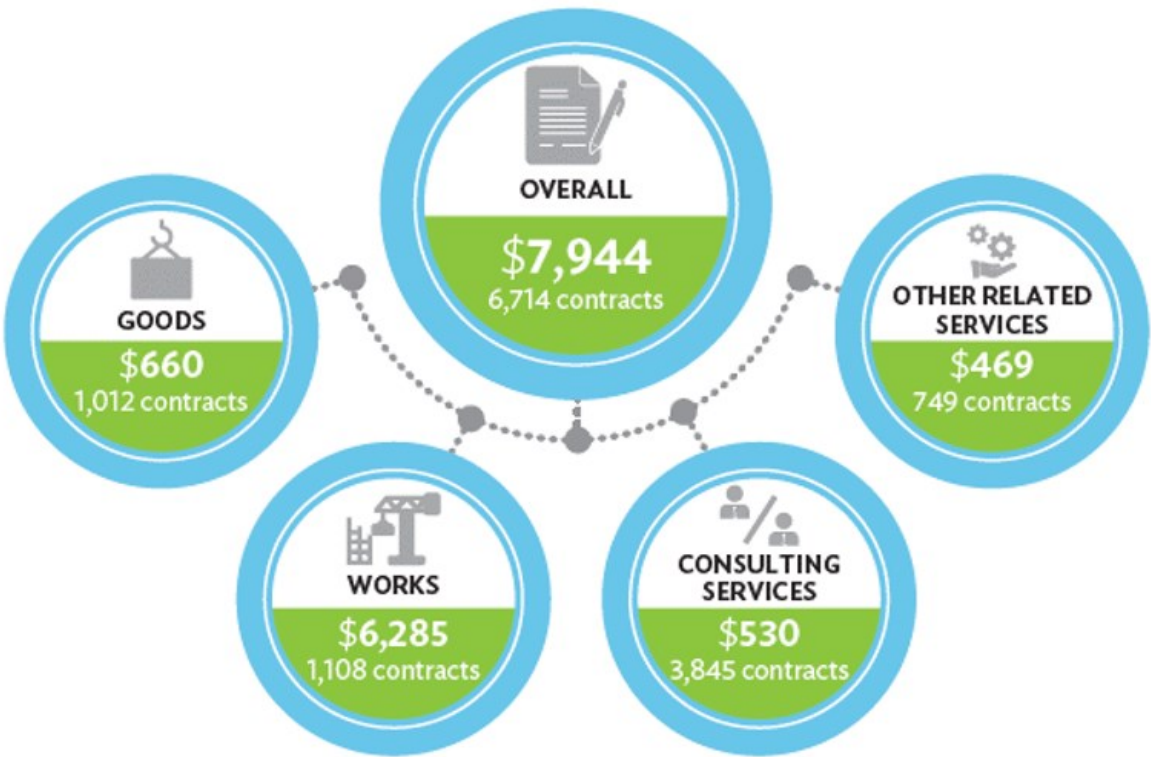 OVERALL
$7,944
6,714 contracts
GOODS
$660
1,012 contracts
OTHER RELATED
SERVICES
$469
749 contracts
WORKS
$6,285
1,108 contracts
CONSULTING
SERVICES
$530
3,845 contracts